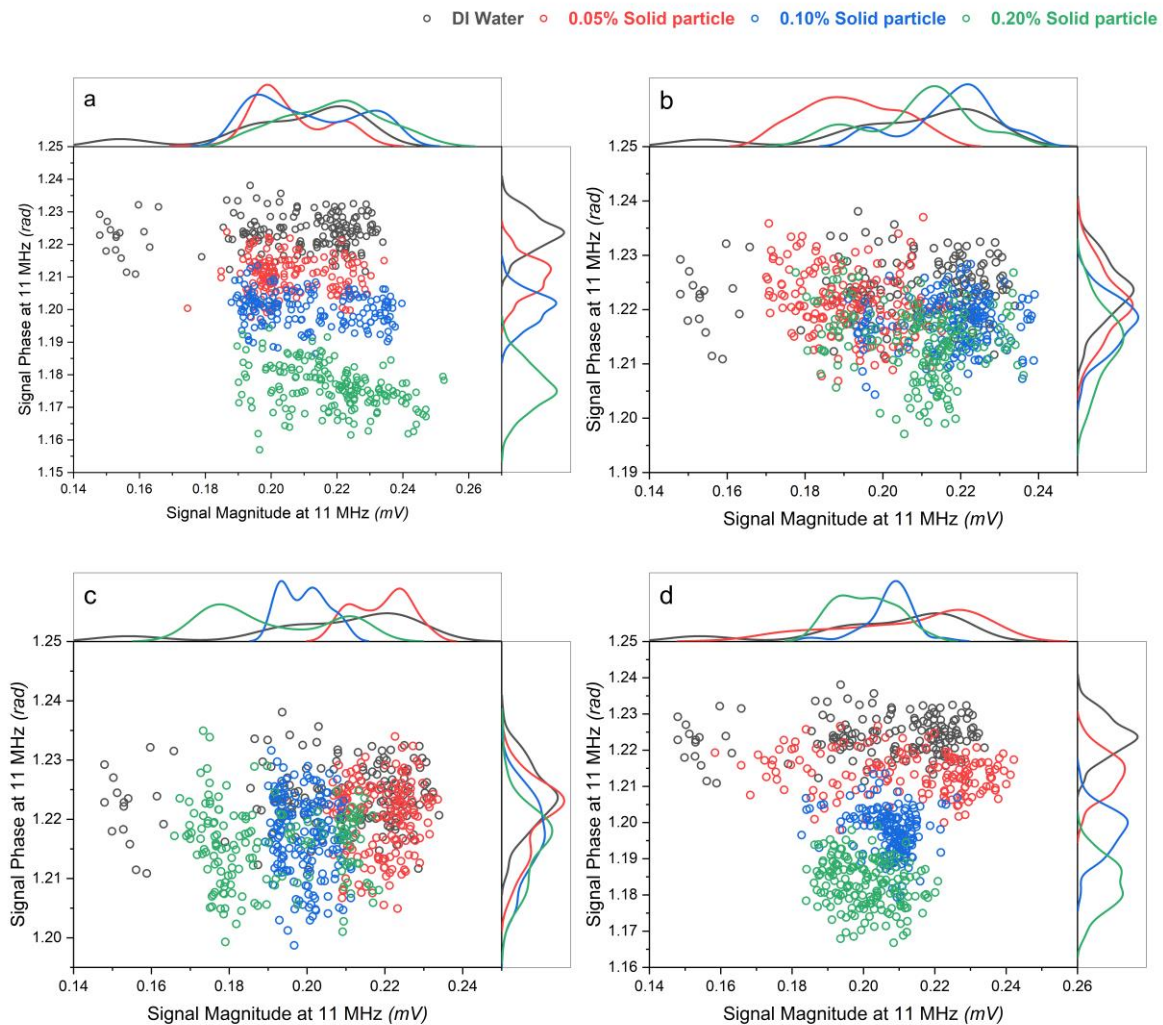 DI Water 0.05% Solid particle 0.10% Solid particle 0.20% Solid particle
a
1.25
1.24
1.23
1.22
1.21
1.20
1.19
1.18
1.17
1.16
1.15
Signal Phase at 11 MHz (rad)
0.14 0.16 0.18 0.20 0.22 0.24 0.26
Signal Magnitude at 11 MHz (mV)
b
1.25
1.24
1.23
1.22
1.21
1.20
1.19
Signal Phase at 11 MHz (rad)
0.14 0.16 0.18 0.20 0.22 0.24
Signal Magnitude at 11 MHz (mV)
c
1.25
1.24
1.23
1.22
1.21
1.20
Signal Phase at 11 MHz (rad)
0.14 0.16 0.18 0.20 0.22 0.24
Signal Magnitude at 11 MHz (mV)
d
1.25
1.24
1.23
1.22
1.21
1.20
1.19
1.18
1.17
1.16
Signal Phase at 11 MHz (rad)
0.14 0.16 0.18 0.20 0.22 0.24 0.26
Signal Magnitude at 11 MHz (mV)